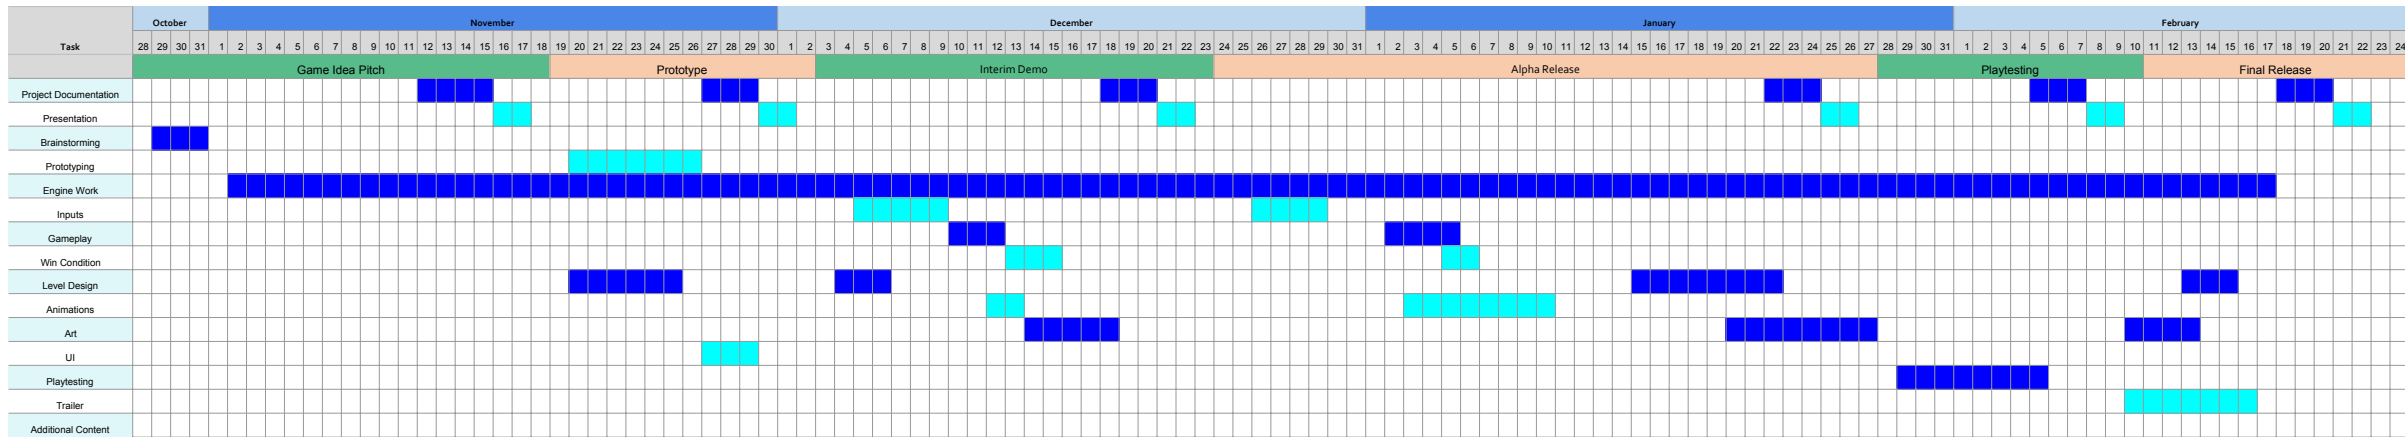 October November December January February
Task 28 29 30 31 1 2 3 4 5 6 7 8 9 10 11 12 13 14 15 16 17 18 19 20 21 22 23 24 25 26 27 28 29 30 1 2 3 4 5 6 7 8 9 10 11 12 13 14 15 16 17 18 19 20 21 22 23 24 25 26 27 28 29 30 31 1 2 3 4 5 6 7 8 9 10 11 12 13 14 15 16 17 18 19 20 21 22 23 24 25 26 27 28 29 30 31 1 2 3 4 5 6 7 8 9 10 11 12 13 14 15 16 17 18 19 20 21 22 23 24
Game Idea Pitch Prototype Interim Demo Alpha Release Playtesting Final Release
Project Documentation
Presentation
Brainstorming
Prototyping
Engine Work
Inputs
Gameplay
Win Condition
Level Design
Animations
Art
UI
Playtesting
Trailer
Additional Content